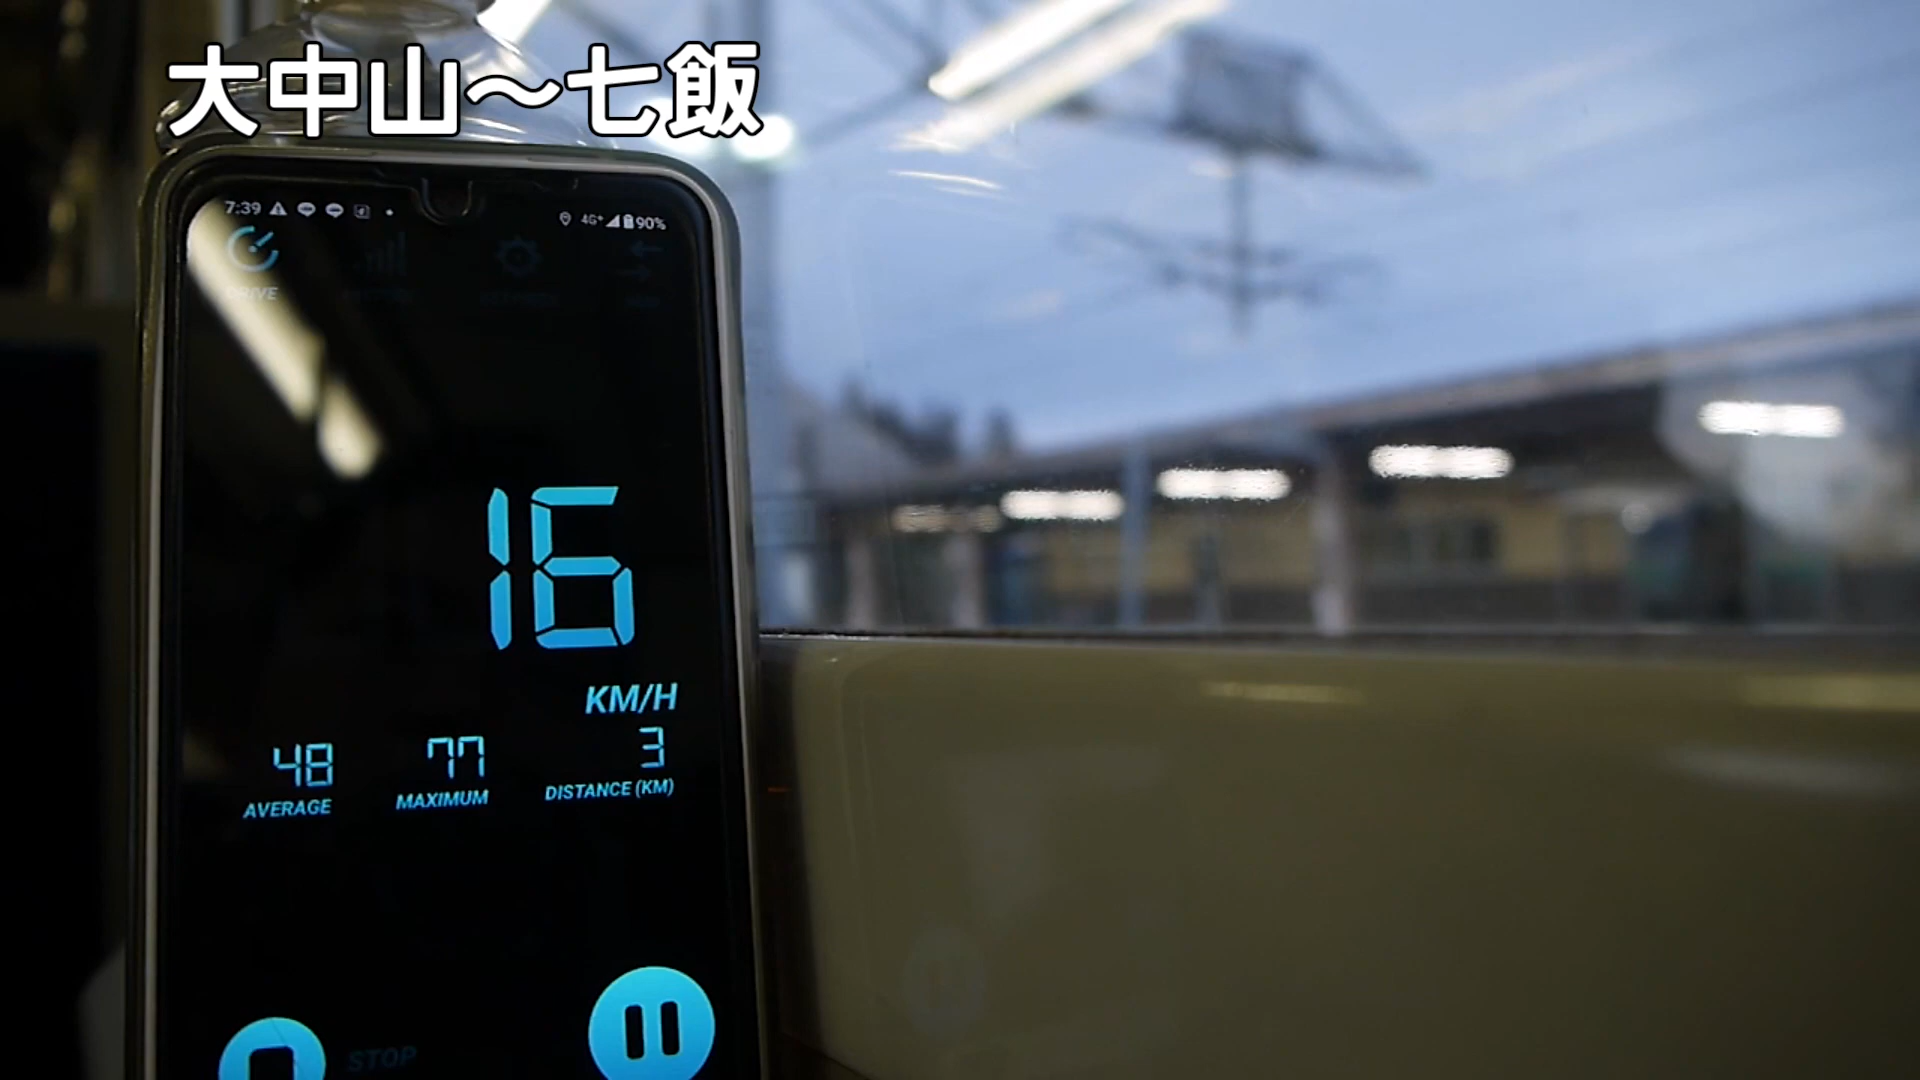 大中山～七飯
7:39
4G+ 90%
DRIVE
16
KM/H
48 77 3
AVERAGE MAXIMUM DISTANCE (KM)
STOP